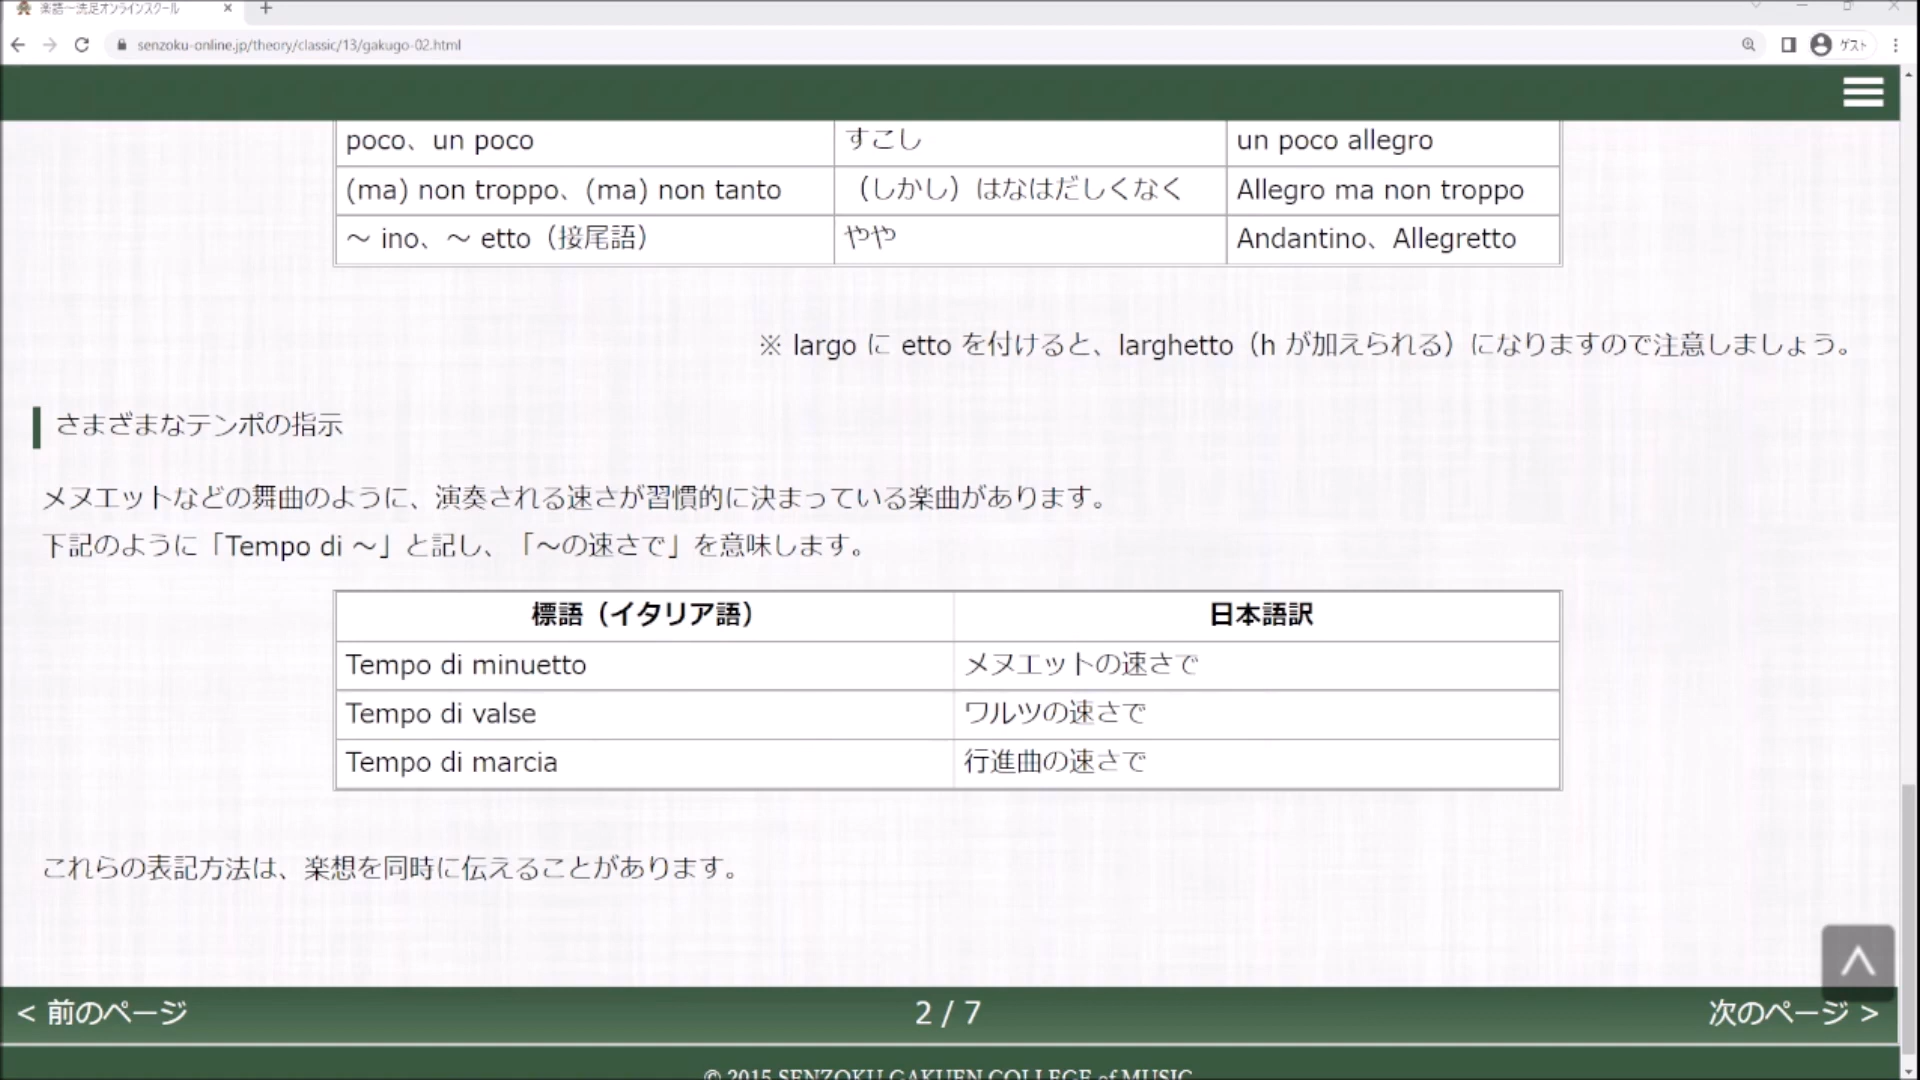 楽語～洗足オンラインスクール
senzoku-online.jp/theory/classic/13/gakugo-02.html
ゲスト
poco、un poco すこし un poco allegro
(ma) non troppo、(ma) non tanto （しかし）はなはだしくなく Allegro ma non troppo
～ ino、～ etto（接尾語） やや Andantino、Allegretto
※ largo に etto を付けると、larghetto（h が加えられる）になりますので注意しましょう。
さまざまなテンポの指示
メヌエットなどの舞曲のように、演奏される速さが習慣的に決まっている楽曲があります。
下記のように「Tempo di ～」と記し、「～の速さで」を意味します。
標語（イタリア語） 日本語訳
Tempo di minuetto メヌエットの速さで
Tempo di valse ワルツの速さで
Tempo di marcia 行進曲の速さで
これらの表記方法は、楽想を同時に伝えることがあります。
< 前のページ 2 / 7 次のページ >
© 2015 SENZOKU GAKUEN COLLEGE of MUSIC